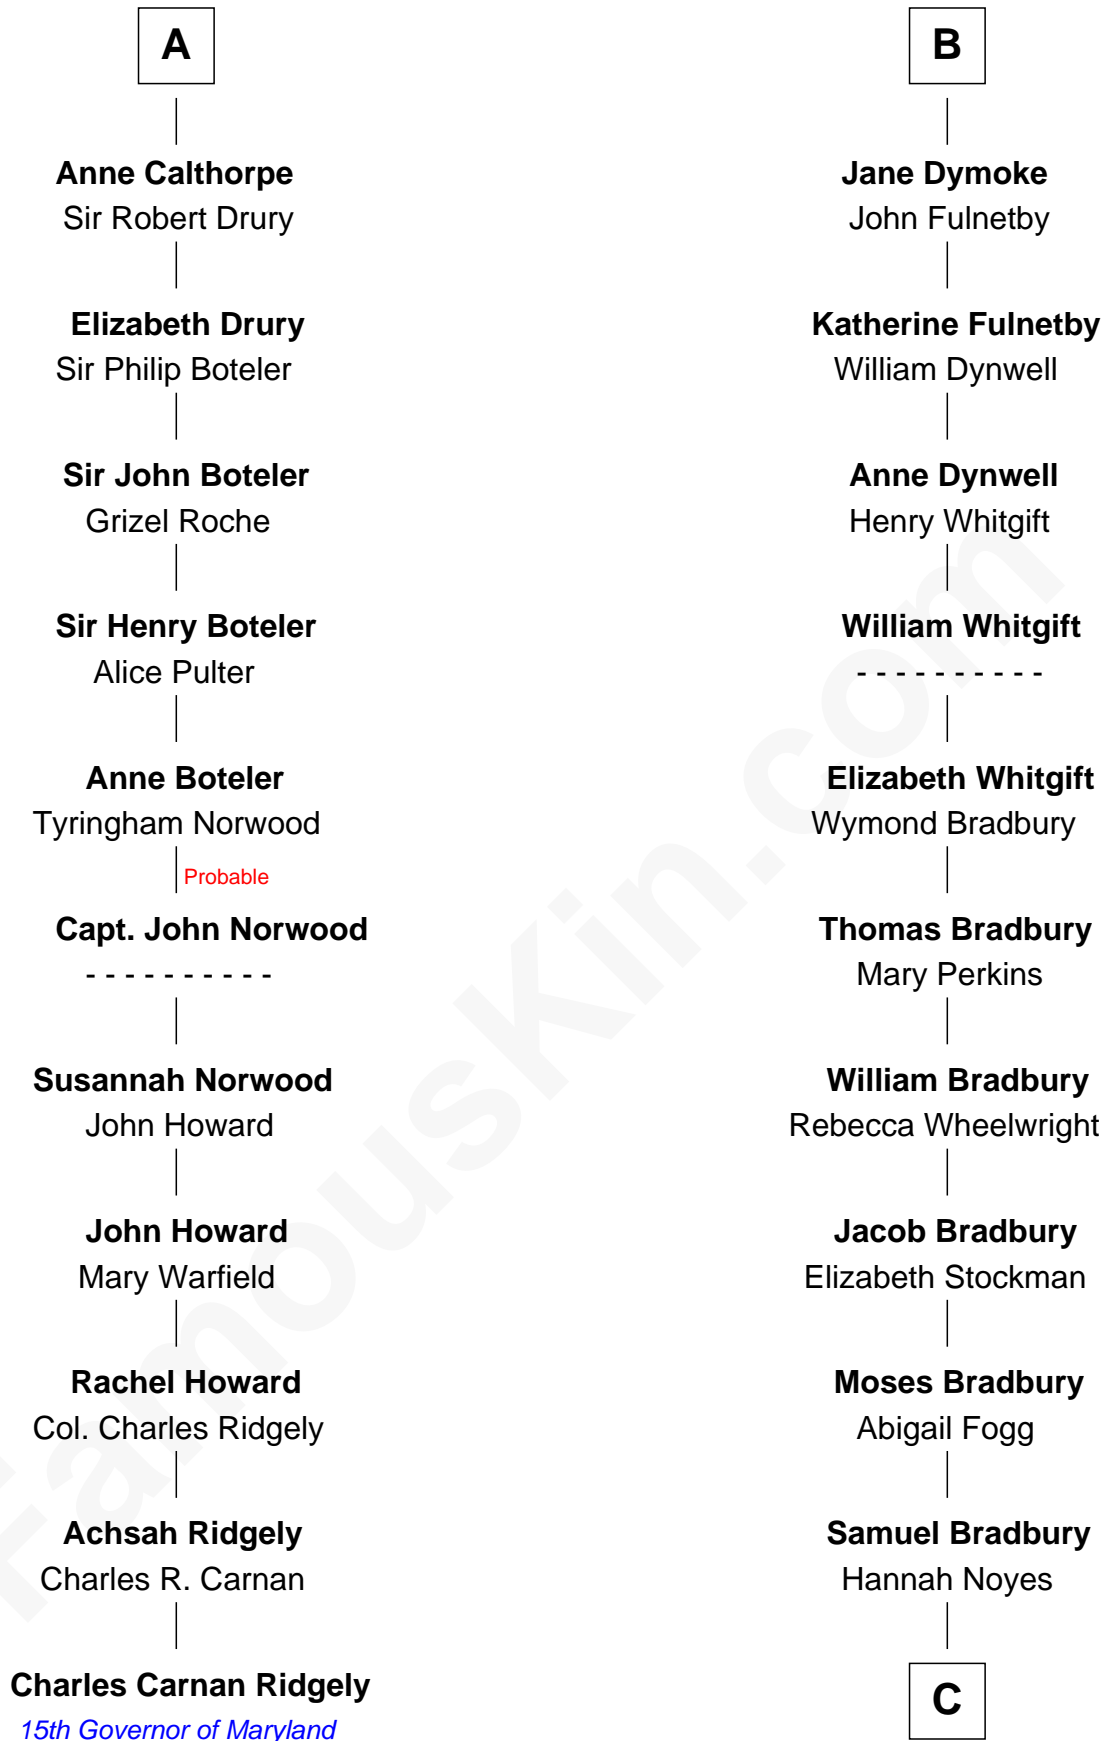 A
Anne Calthorpe
Sir Robert Drury
Elizabeth Drury
Sir Philip Boteler
Sir John Boteler
Grizel Roche
Sir Henry Boteler
Alice Pulter
Anne Boteler
Tyringham Norwood
Probable
Capt. John Norwood
- - - - - - - - - -
Susannah Norwood
John Howard
John Howard
Mary Warfield
Rachel Howard
Col. Charles Ridgely
Achsah Ridgely
Charles R. Carnan
Charles Carnan Ridgely
15th Governor of Maryland
B
Jane Dymoke
John Fulnetby
Katherine Fulnetby
William Dynwell
Anne Dynwell
Henry Whitgift
William Whitgift
- - - - - - - - - -
Elizabeth Whitgift
Wymond Bradbury
Thomas Bradbury
Mary Perkins
William Bradbury
Rebecca Wheelwright
Jacob Bradbury
Elizabeth Stockman
Moses Bradbury
Abigail Fogg
Samuel Bradbury
Hannah Noyes
C
FamousKin.com